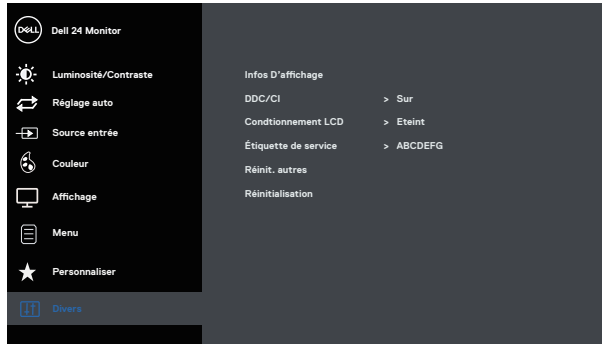 DELL Dell 24 Monitor
Luminosité/Contraste
Réglage auto
Source entrée
Couleur
Affichage
Menu
Personnaliser
Divers
Infos D'affichage
DDC/CI > Sur
Condtionnement LCD > Eteint
Étiquette de service > ABCDEFG
Réinit. autres
Réinitialisation